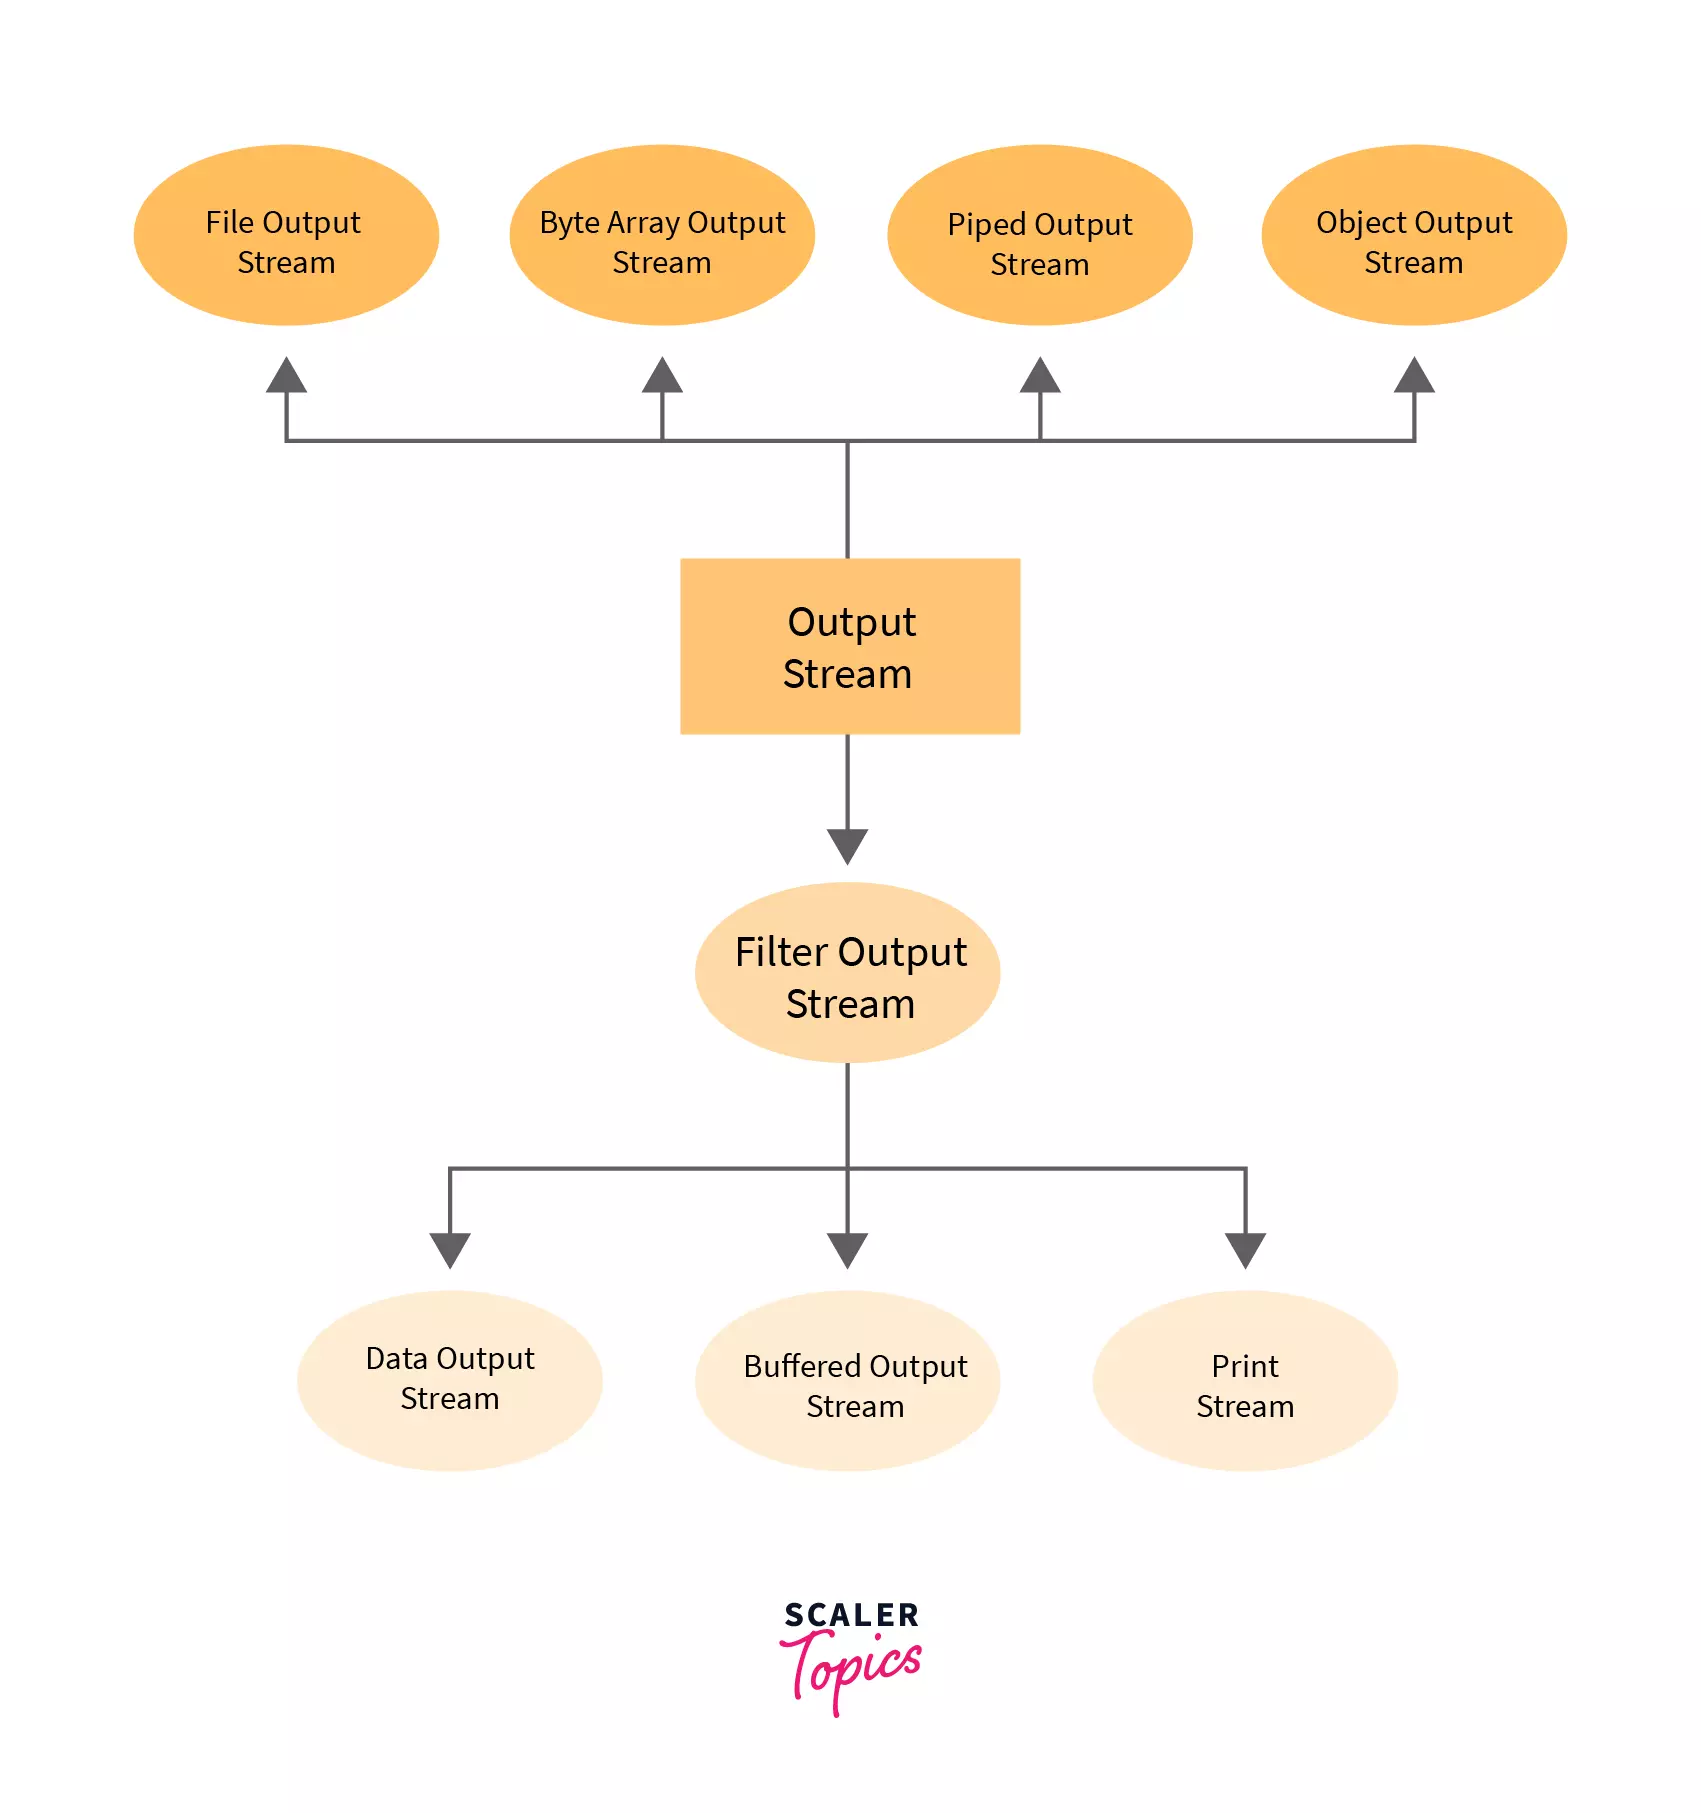 File Output
Stream
Byte Array Output
Stream
Piped Output
Stream
Object Output
Stream
Output
Stream
Filter Output
Stream
Data Output
Stream
Buffered Output
Stream
Print
Stream
SCALER
Topics